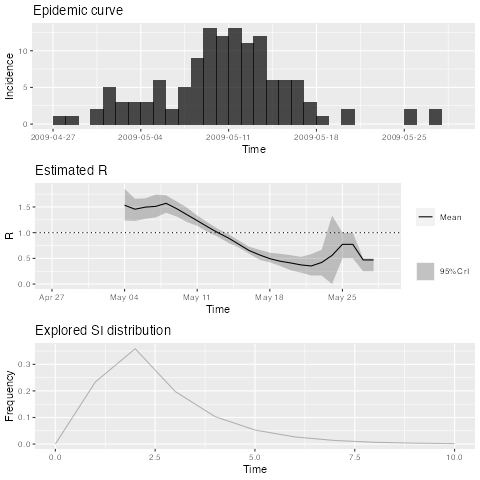 Epidemic curve
Incidence
10
5
0
2009-04-27 2009-05-04 2009-05-11 2009-05-18 2009-05-25
Time
Estimated R
R
1.5
1.0
0.5
0.0
Apr 27 May 04 May 11 May 18 May 25
Time
Mean
95%CrI
Explored SI distribution
Frequency
0.3
0.2
0.1
0.0
0.0 2.5 5.0 7.5 10.0
Time